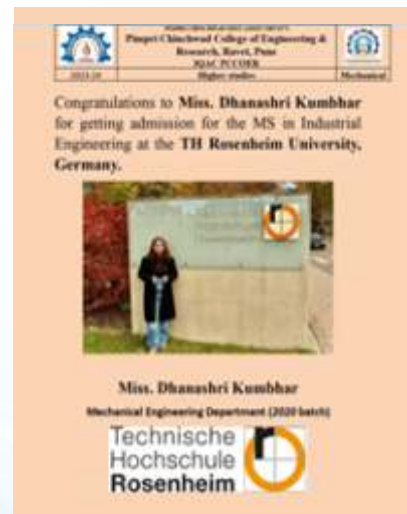 Pimpri Chinchwad College of Engineering &
Research, Ravet, Pune
IQAC PCCOER
Higher studies
Mechanical
Congratulations to Miss. Dhanashri Kumbhar
for getting admission for the MS in Industrial
Engineering at the TH Rosenheim University,
Germany.
Technische
Miss. Dhanashri Kumbhar
Mechanical Engineering Department (2020 batch)
Technische
Hochschule
Rosenheim